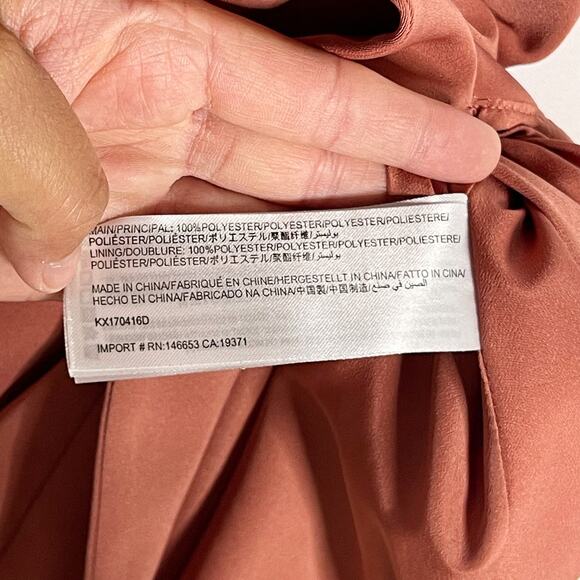 MAIN/PRINCIPAL: 100%POLYESTER/POLYESTER/POLYESTER/POLIESTERE/
POLIÉSTER/POLIÉSTER/ポリエステル/聚酯纤维/بوليستر
LINING/DOUBLURE: 100%POLYESTER/POLYESTER/POLYESTER/POLIESTERE/
POLIÉSTER/POLIÉSTER/ポリエステル/聚酯纤维/بوليستر
MADE IN CHINA/FABRIQUÉ EN CHINE/HERGESTELLT IN CHINA/FATTO IN CINA/
HECHO EN CHINA/FABRICADO NA CHINA/中国製/中国制造/صنع في الصين
KX170416D
IMPORT # RN:146653 CA:19371